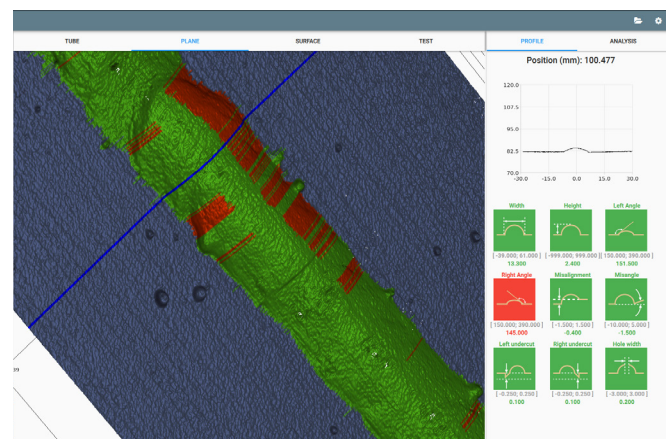 TUBE PLANE SURFACE TEST PROFILE ANALYSIS
Position (mm): 100.477
120.0
107.5
95.0
82.5
70.0
-30.0 -15.0 0.0 15.0 30.0
Width Height Left Angle
[ -39.000; 61.000 ] [ -999.000; 999.000 ] [ 150.000; 390.000 ]
13.300 2.400 151.500
Right Angle Misalignment Misangle
[ 150.000; 390.000 ] [ -1.500; 1.500 ] [ -10.000; 5.000 ]
145.000 -0.400 -1.500
Left undercut Right undercut Hole width
[ -0.250; 0.250 ] [ -0.250; 0.250 ] [ -3.000; 3.000 ]
0.100 0.100 0.200